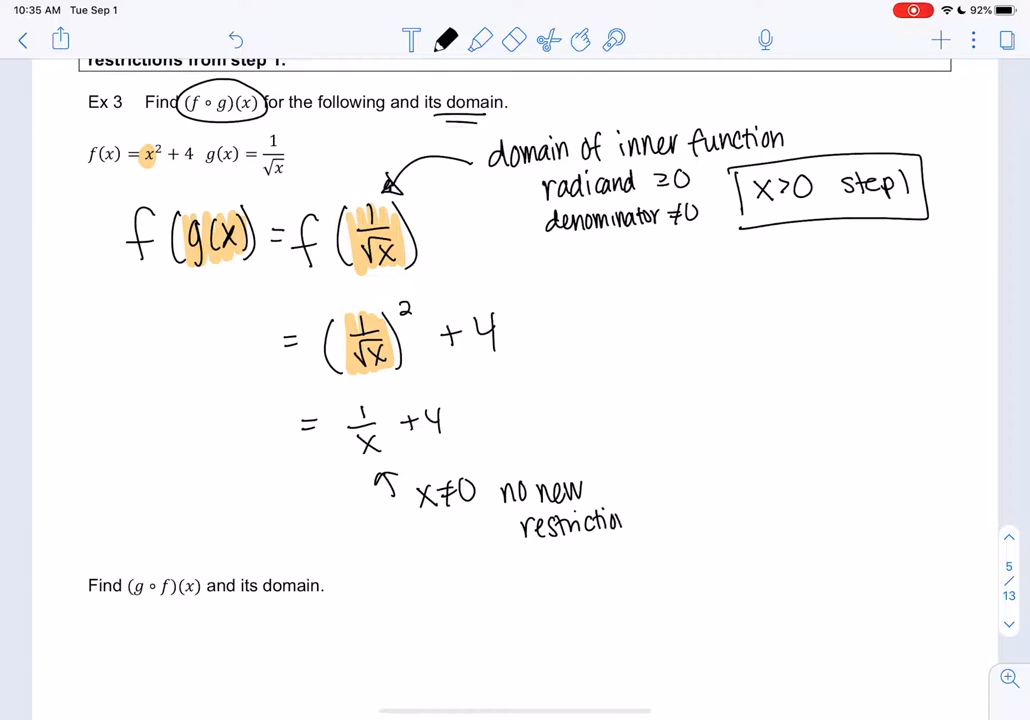 10:35 AM Tue Sep 1
92%
restrictions from step 1.
Ex 3 Find (f ∘ g)(x) for the following and its domain.
f(x) = x² + 4 g(x) = 1/√x
domain of inner function
radicand ≥0
denominator ≠0
x>0 step 1
f(g(x)) = f(1/√x)
= (1/√x)² + 4
= 1/x + 4
x≠0 no new
restriction
Find (g ∘ f)(x) and its domain.
5
/
13